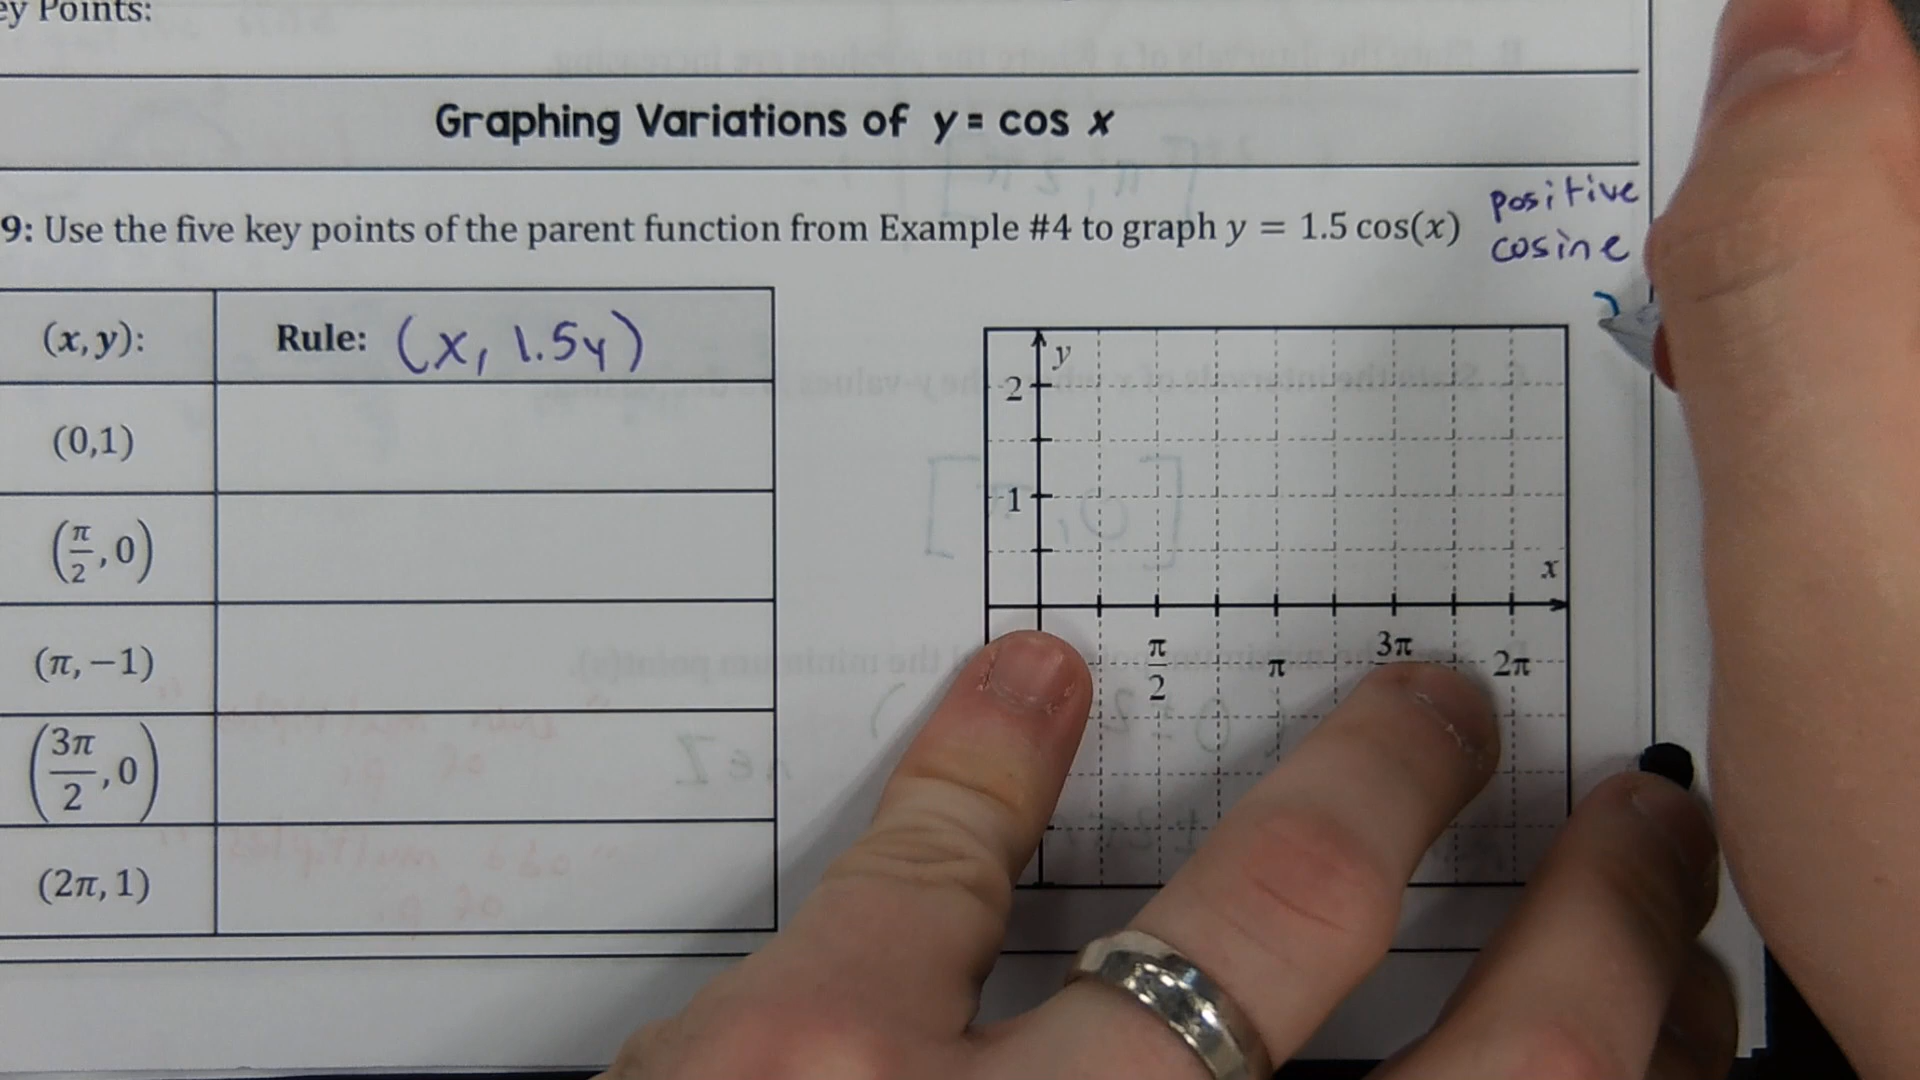 ey Points:
Graphing Variations of y = cos x
9: Use the five key points of the parent function from Example #4 to graph y = 1.5 cos(x)
positive
cosine
(x, y):
Rule: (x, 1.5y)
(0,1)
(π/2, 0)
(π, −1)
(3π/2, 0)
(2π, 1)
y
2
1
x
π/2
π
3π
2π